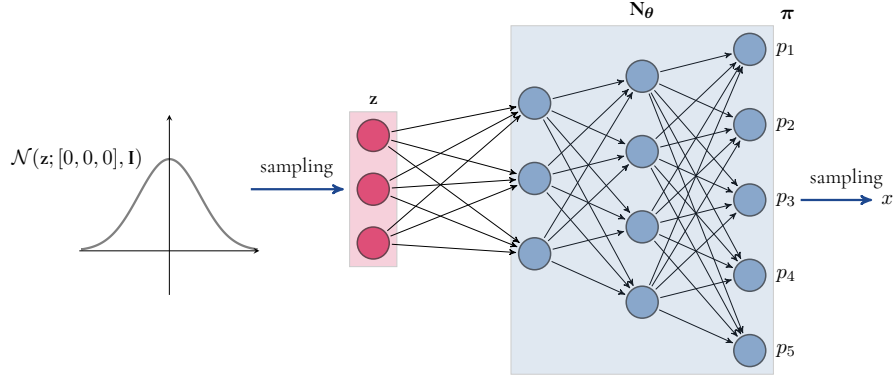 N_θ
π
p_1
z
p_2
𝒩(z; [0, 0, 0], I)
sampling
p_3
sampling
x
p_4
p_5